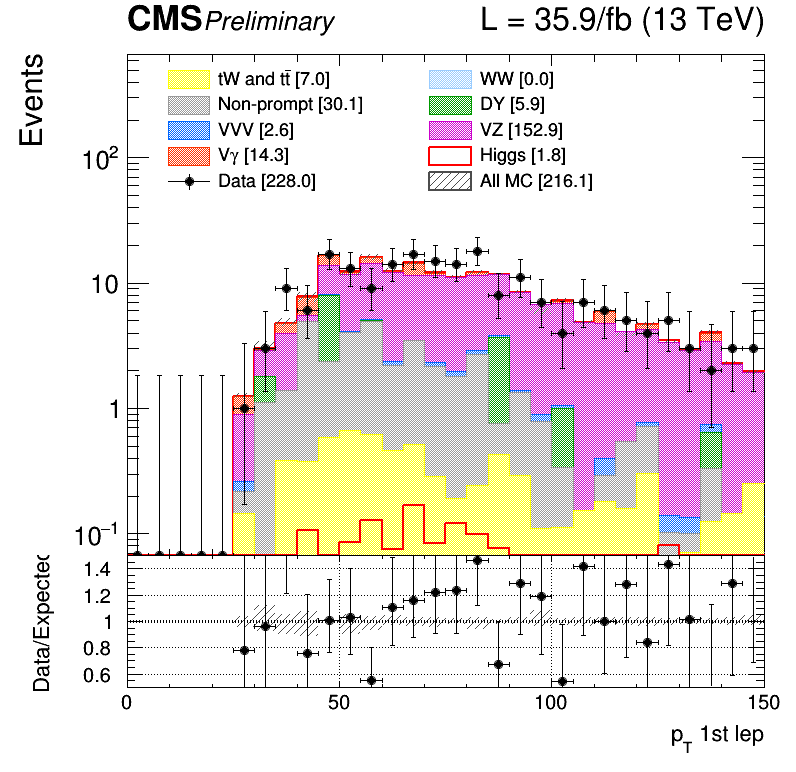 CMS Preliminary L = 35.9/fb (13 TeV)
Events
tW and tt̄ [7.0] WW [0.0]
Non-prompt [30.1] DY [5.9]
VVV [2.6] VZ [152.9]
Vγ [14.3] Higgs [1.8]
Data [228.0] All MC [216.1]
10²
10
1
10⁻¹
Data/Expected
1.4
1.2
1
0.8
0.6
0 50 100 150
p_T 1st lep